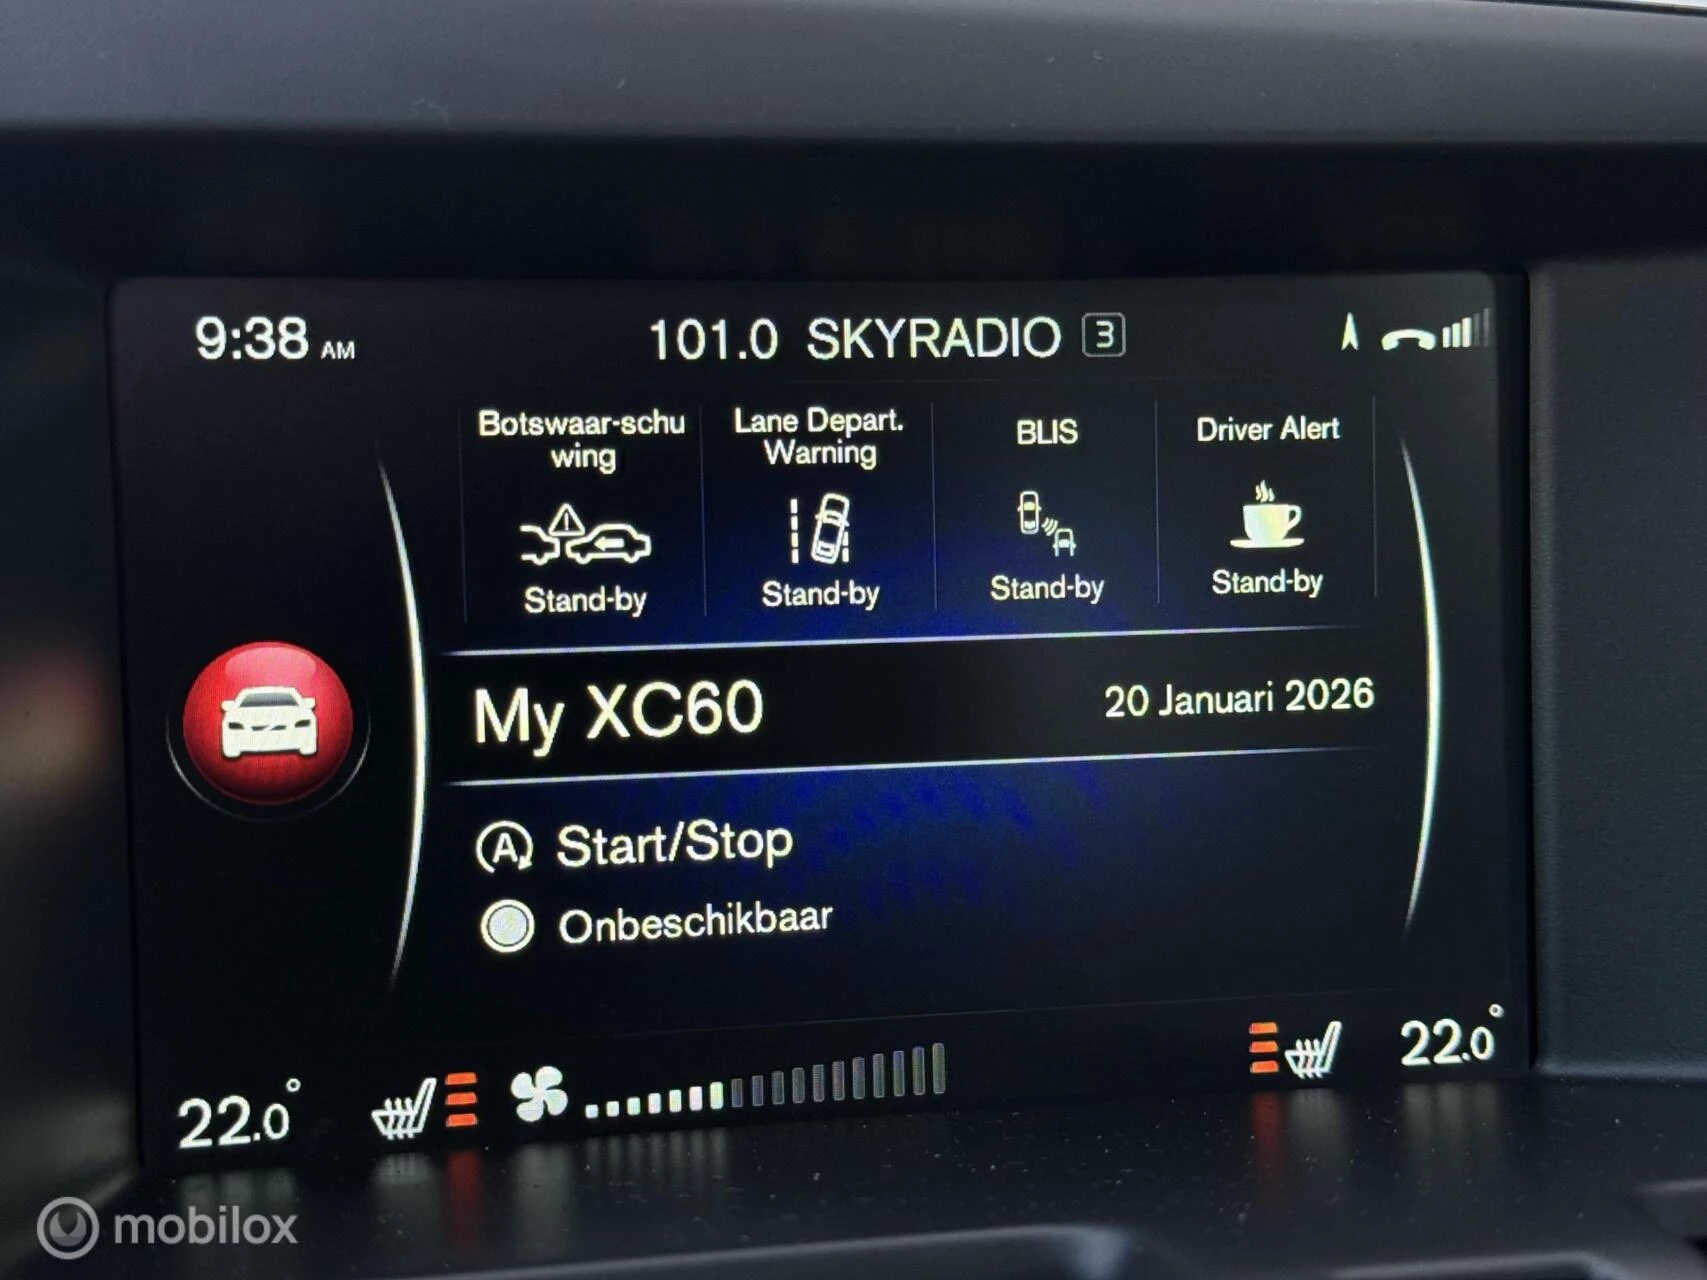 9:38 AM 101.0 SKYRADIO 3
Botswaar-schu
wing
Stand-by
Lane Depart.
Warning
Stand-by
BLIS
Stand-by
Driver Alert
Stand-by
My XC60 20 Januari 2026
A Start/Stop
Onbeschikbaar
22.0° 22.0°
mobilox